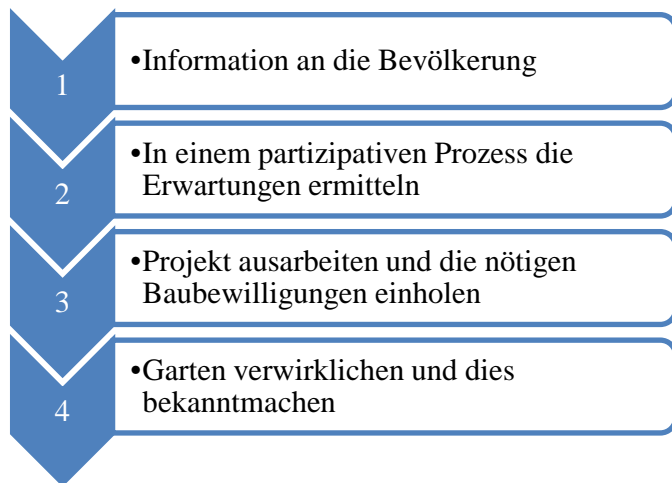 1
•Information an die Bevölkerung
2
•In einem partizipativen Prozess die
Erwartungen ermitteln
3
•Projekt ausarbeiten und die nötigen
Baubewilligungen einholen
4
•Garten verwirklichen und dies
bekanntmachen